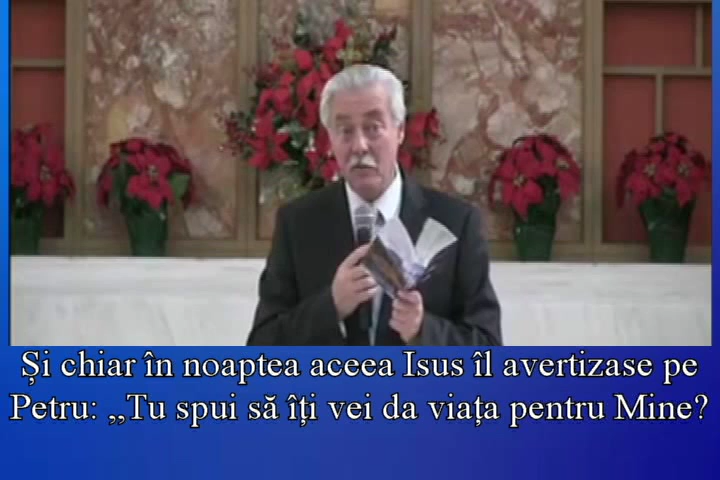 Și chiar în noaptea aceea Isus îl avertizase pe
Petru: ,,Tu spui să îți vei da viața pentru Mine?